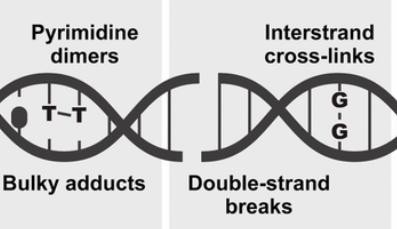 Pyrimidine
dimers
Interstrand
cross-links
T-T
G
G
Bulky adducts
Double-strand
breaks